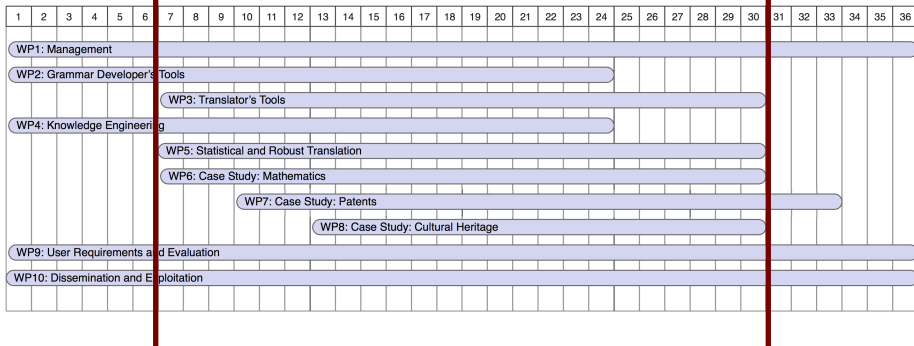 1 2 3 4 5 6 7 8 9 10 11 12 13 14 15 16 17 18 19 20 21 22 23 24 25 26 27 28 29 30 31 32 33 34 35 36
WP1: Management
WP2: Grammar Developer's Tools
WP3: Translator's Tools
WP4: Knowledge Engineering
WP5: Statistical and Robust Translation
WP6: Case Study: Mathematics
WP7: Case Study: Patents
WP8: Case Study: Cultural Heritage
WP9: User Requirements and Evaluation
WP10: Dissemination and Exploitation